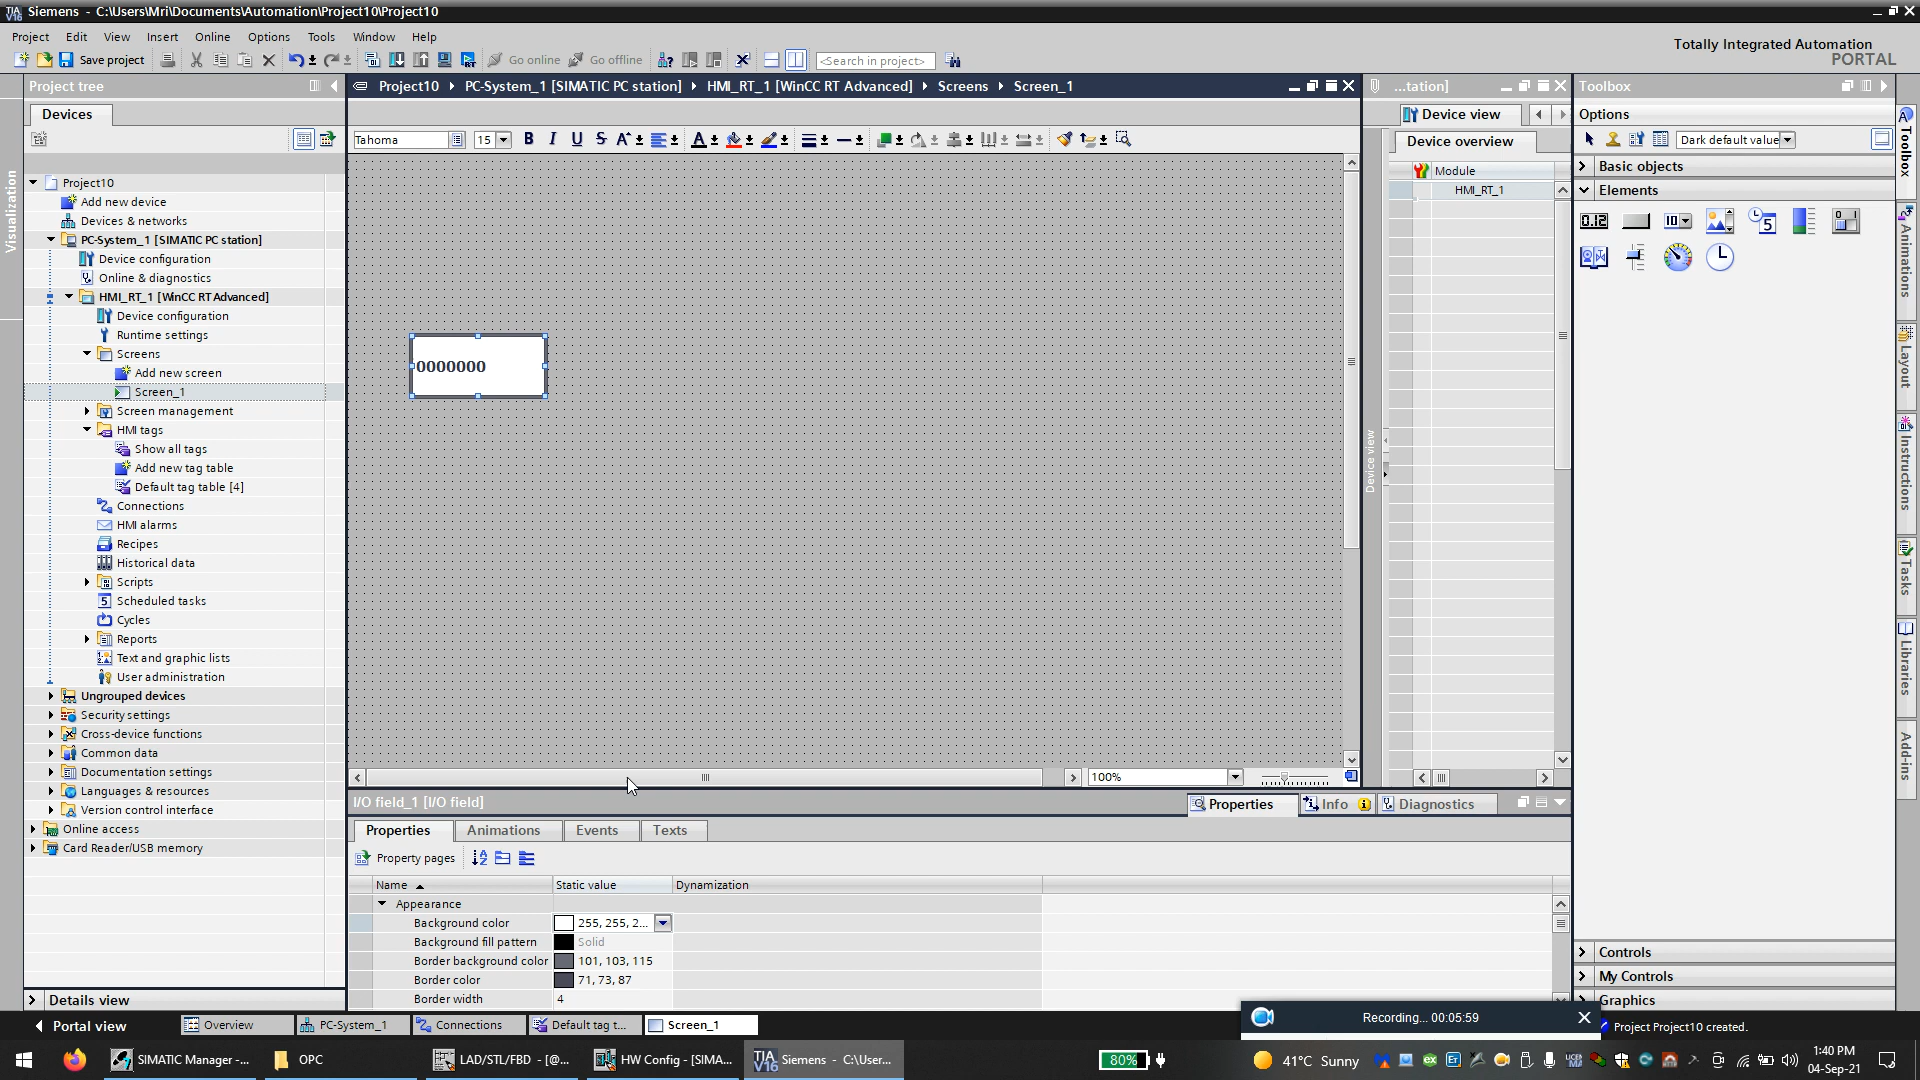 Siemens - C:\Users\Mri\Documents\Automation\Project10\Project10
Project Edit View Insert Online Options Tools Window Help
Totally Integrated Automation
PORTAL
Save project Go online Go offline <Search in project>
Project tree
Project10 PC-System_1 [SIMATIC PC station] HMI_RT_1 [WinCC RT Advanced] Screens Screen_1
...tation]
Toolbox
Devices
Device view
Options
Tahoma 15 B I U S A A
Device overview
Dark default value
Module
HMI_RT_1
Basic objects
Elements
Controls
My Controls
Graphics
Visualization
Project10
Add new device
Devices & networks
PC-System_1 [SIMATIC PC station]
Device configuration
Online & diagnostics
HMI_RT_1 [WinCC RT Advanced]
Device configuration
Runtime settings
Screens
Add new screen
Screen_1
Screen management
HMI tags
Show all tags
Add new tag table
Default tag table [4]
Connections
HMI alarms
Recipes
Historical data
Scripts
Scheduled tasks
Cycles
Reports
Text and graphic lists
User administration
Ungrouped devices
Security settings
Cross-device functions
Common data
Documentation settings
Languages & resources
Version control interface
Online access
Card Reader/USB memory
Details view
0000000
Device view
100%
Toolbox
Animations
Layout
Instructions
Tasks
Libraries
Add-ins
I/O field_1 [I/O field]
Properties Info Diagnostics
Properties Animations Events Texts
Property pages
Name Static value Dynamization
Appearance
Background color 255, 255, 2...
Background fill pattern Solid
Border background color 101, 103, 115
Border color 71, 73, 87
Border width 4
Recording... 00:05:59
Portal view Overview PC-System_1 Connections Default tag t... Screen_1
Project Project10 created.
SIMATIC Manager -... OPC LAD/STL/FBD - [@... HW Config - [SIMA... Siemens - C:\User...
80%
41°C Sunny
1:40 PM
04-Sep-21